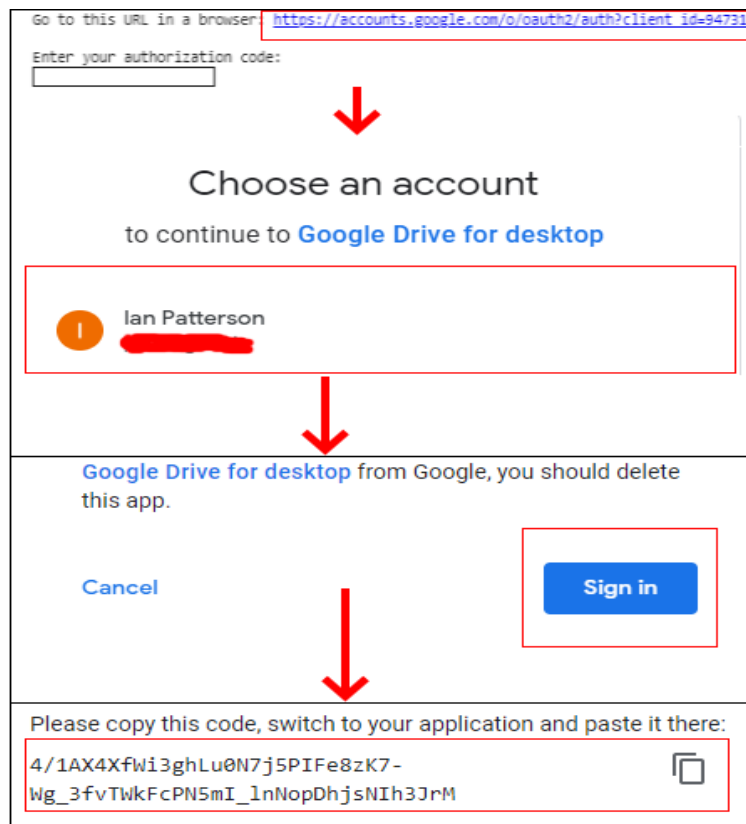 Go to this URL in a browser: https://accounts.google.com/o/oauth2/auth?client_id=94731
Enter your authorization code:
Choose an account
to continue to Google Drive for desktop
I
Ian Patterson
Google Drive for desktop from Google, you should delete
this app.
Cancel
Sign in
Please copy this code, switch to your application and paste it there:
4/1AX4XfWi3ghLu0N7j5PIFe8zK7-
Wg_3fvTWkFcPN5mI_lnNopDhjsNIh3JrM